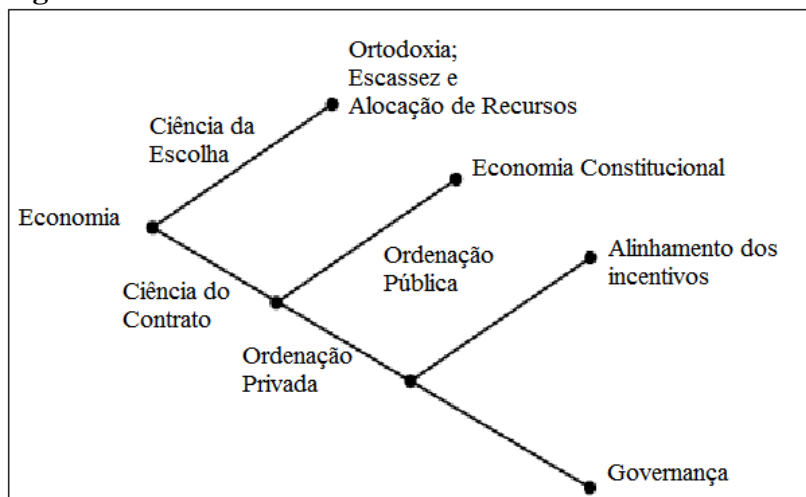 Ortodoxia;
Escassez e
Alocação de Recursos
Ciência da
Escolha
Economia Constitucional
Economia
Ordenação
Pública
Alinhamento dos
incentivos
Ciência do
Contrato
Ordenação
Privada
Governança